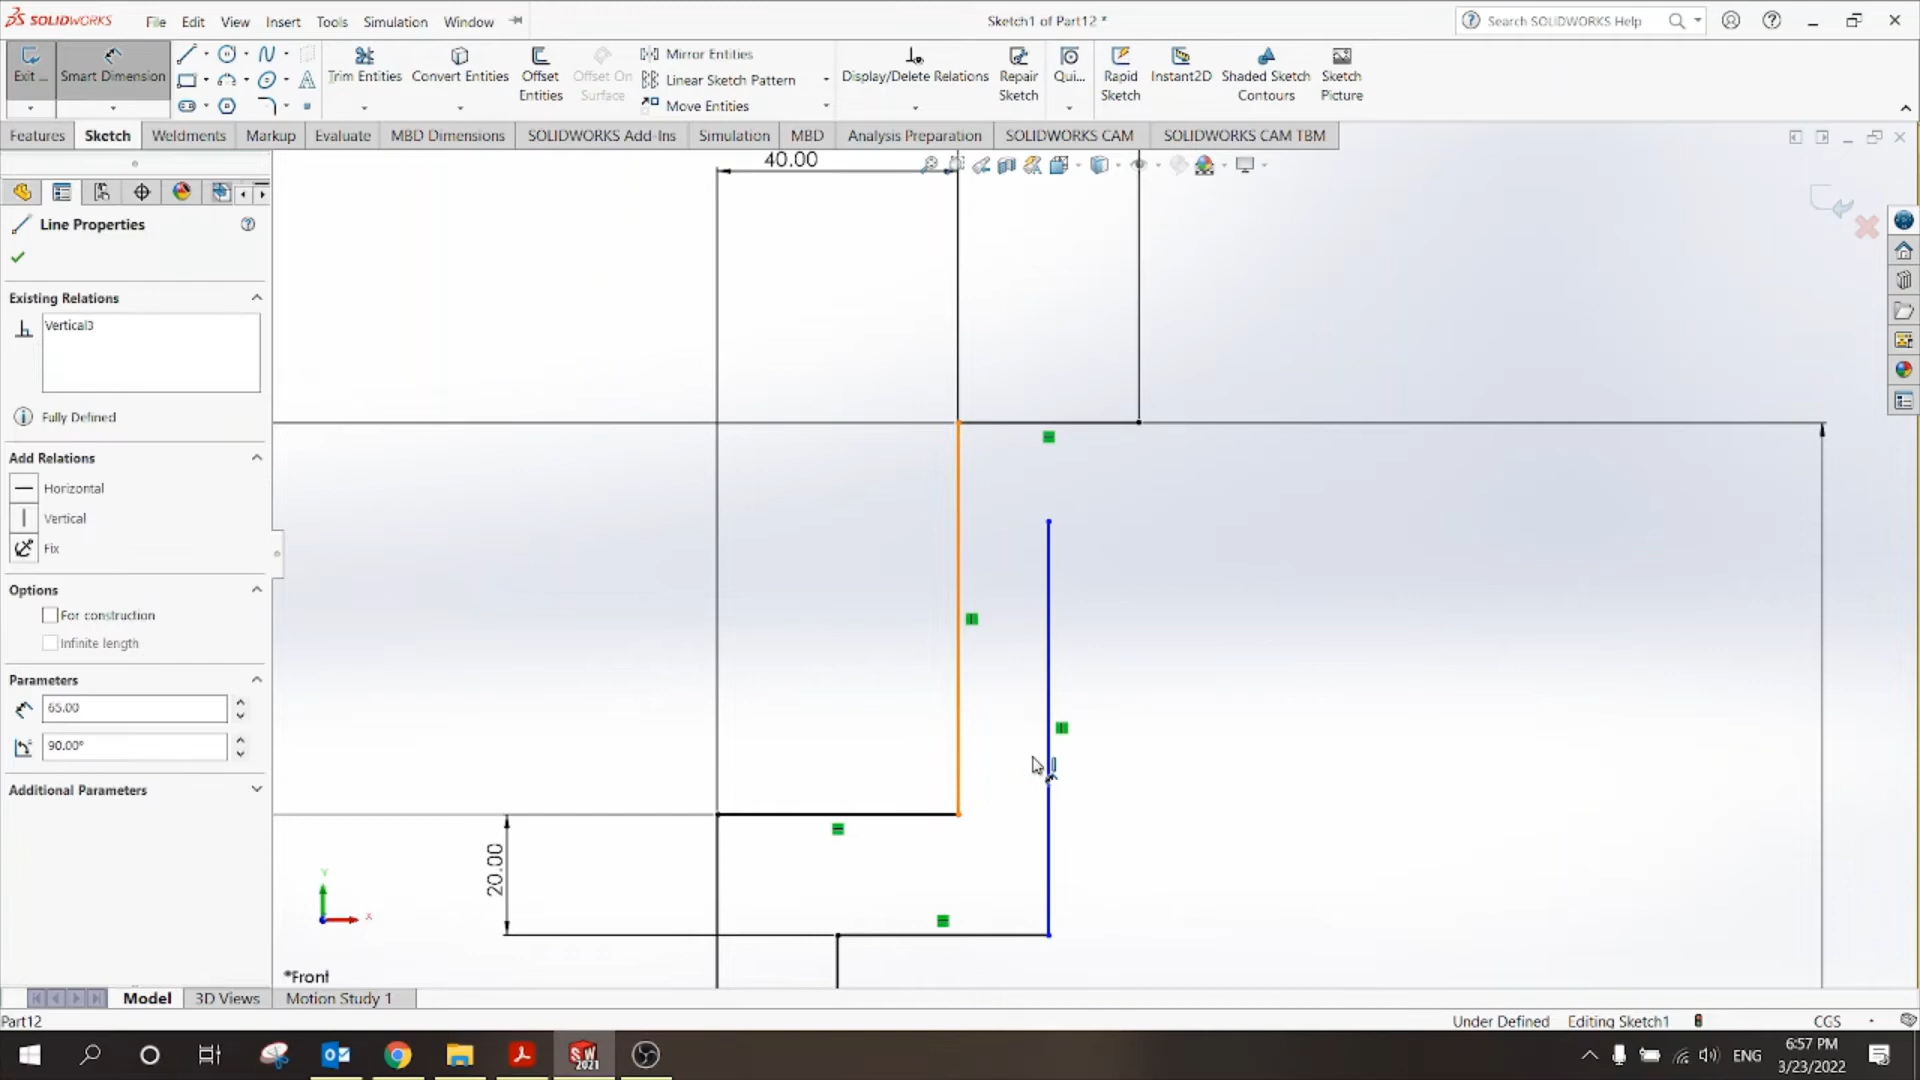 SOLIDWORKS File Edit View Insert Tools Simulation Window Sketch1 of Part12 * Search SOLIDWORKS Help
Exit ... Smart Dimension Trim Entities Convert Entities Offset Entities Offset On Surface Mirror Entities Display/Delete Relations Repair Sketch Qui... Rapid Sketch Instant2D Shaded Sketch Contours Sketch Picture
Linear Sketch Pattern
Move Entities
Features Sketch Weldments Markup Evaluate MBD Dimensions SOLIDWORKS Add-Ins Simulation MBD Analysis Preparation SOLIDWORKS CAM SOLIDWORKS CAM TBM
40.00
Line Properties
Existing Relations
Vertical3
Fully Defined
Add Relations
Horizontal
Vertical
Fix
Options
For construction
Infinite length
Parameters
65.00
90.00°
Additional Parameters
20.00
Y
X
*Front
Model 3D Views Motion Study 1
Part12 Under Defined Editing Sketch1 CGS
SW 2021
ENG
6:57 PM
3/23/2022